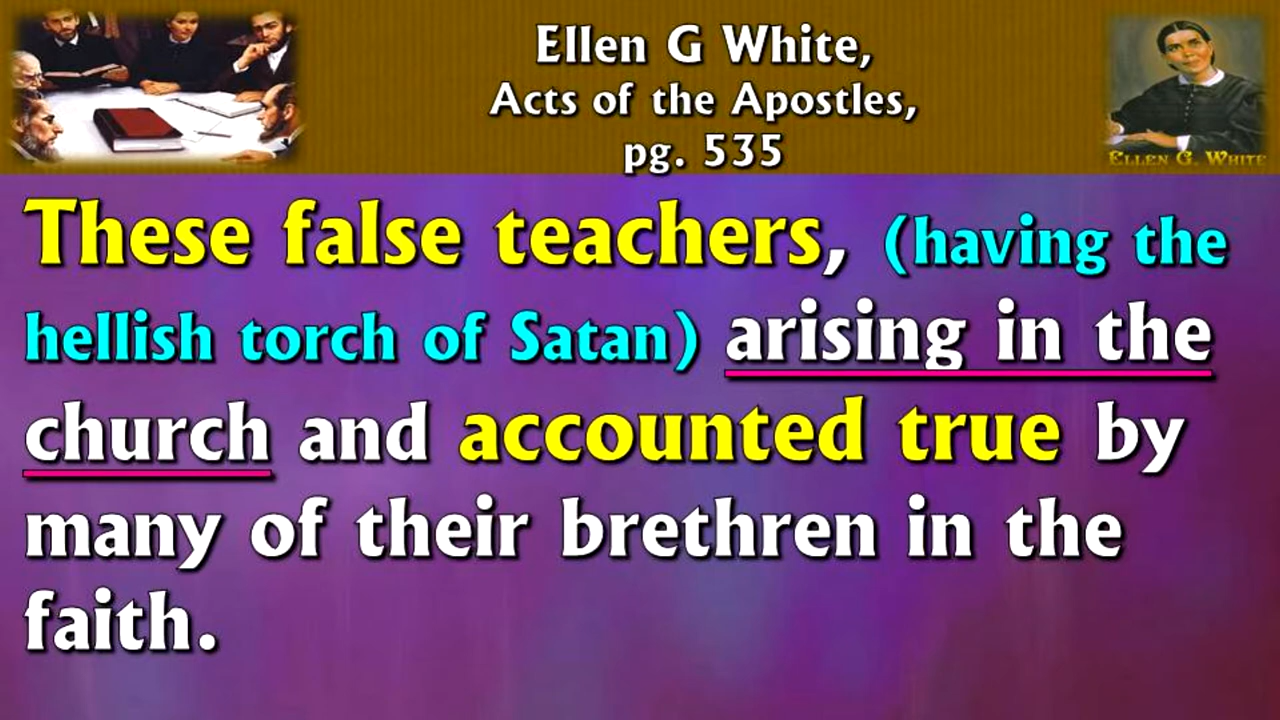 Ellen G White,
Acts of the Apostles,
pg. 535
ELLEN G. WHITE
These false teachers, (having the
hellish torch of Satan) arising in the
church and accounted true by
many of their brethren in the
faith.